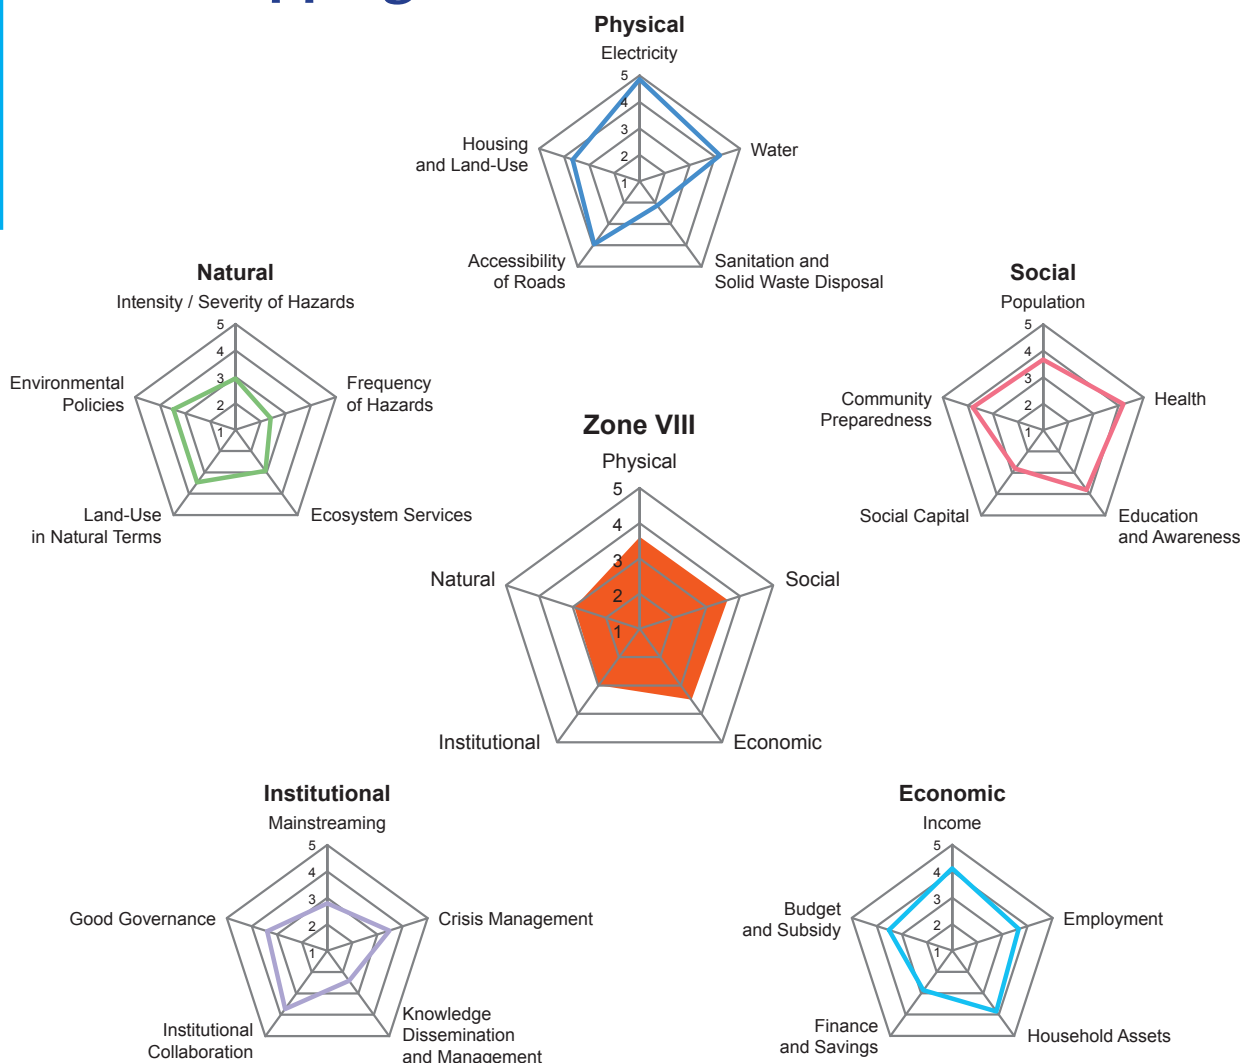 Physical
Electricity
5
4
3
2
1
Housing
and Land-Use
Water
Accessibility
of Roads
Sanitation and
Solid Waste Disposal
Natural
Intensity / Severity of Hazards
5
4
3
2
1
Environmental
Policies
Frequency
of Hazards
Land-Use
in Natural Terms
Ecosystem Services
Social
Population
5
4
3
2
1
Community
Preparedness
Health
Social Capital
Education
and Awareness
Zone VIII
Physical
5
4
3
2
1
Natural
Social
Institutional
Economic
Institutional
Mainstreaming
5
4
3
2
1
Good Governance
Crisis Management
Institutional
Collaboration
Knowledge
Dissemination
and Management
Economic
Income
5
4
3
2
1
Budget
and Subsidy
Employment
Finance
and Savings
Household Assets